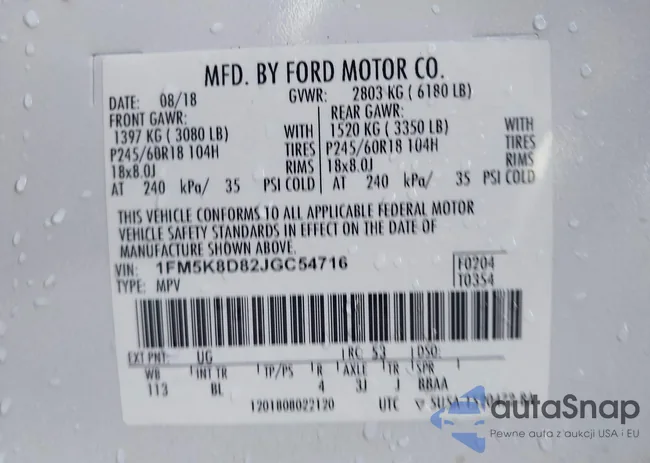 MFD. BY FORD MOTOR CO.
DATE: 08/18 GVWR: 2803 KG ( 6180 LB)
FRONT GAWR: REAR GAWR:
1397 KG ( 3080 LB) WITH 1520 KG ( 3350 LB) WITH
P245/60R18 104H TIRES P245/60R18 104H TIRES
18x8.0J RIMS 18x8.0J RIMS
AT 240 kPa/ 35 PSI COLD AT 240 kPa/ 35 PSI COLD
THIS VEHICLE CONFORMS TO ALL APPLICABLE FEDERAL MOTOR
VEHICLE SAFETY STANDARDS IN EFFECT ON THE DATE OF
MANUFACTURE SHOWN ABOVE.
VIN: 1FM5K8D82JGC54716 F0204
TYPE: MPV T0354
EXT PNT: UG RC: 53 DSO:
WB INT TR TP/PS R AXLE TR SPR
113 BL 4 3J J BBAA
1201808022120 UTC
autaSnap
Pewne auta z aukcji USA i EU